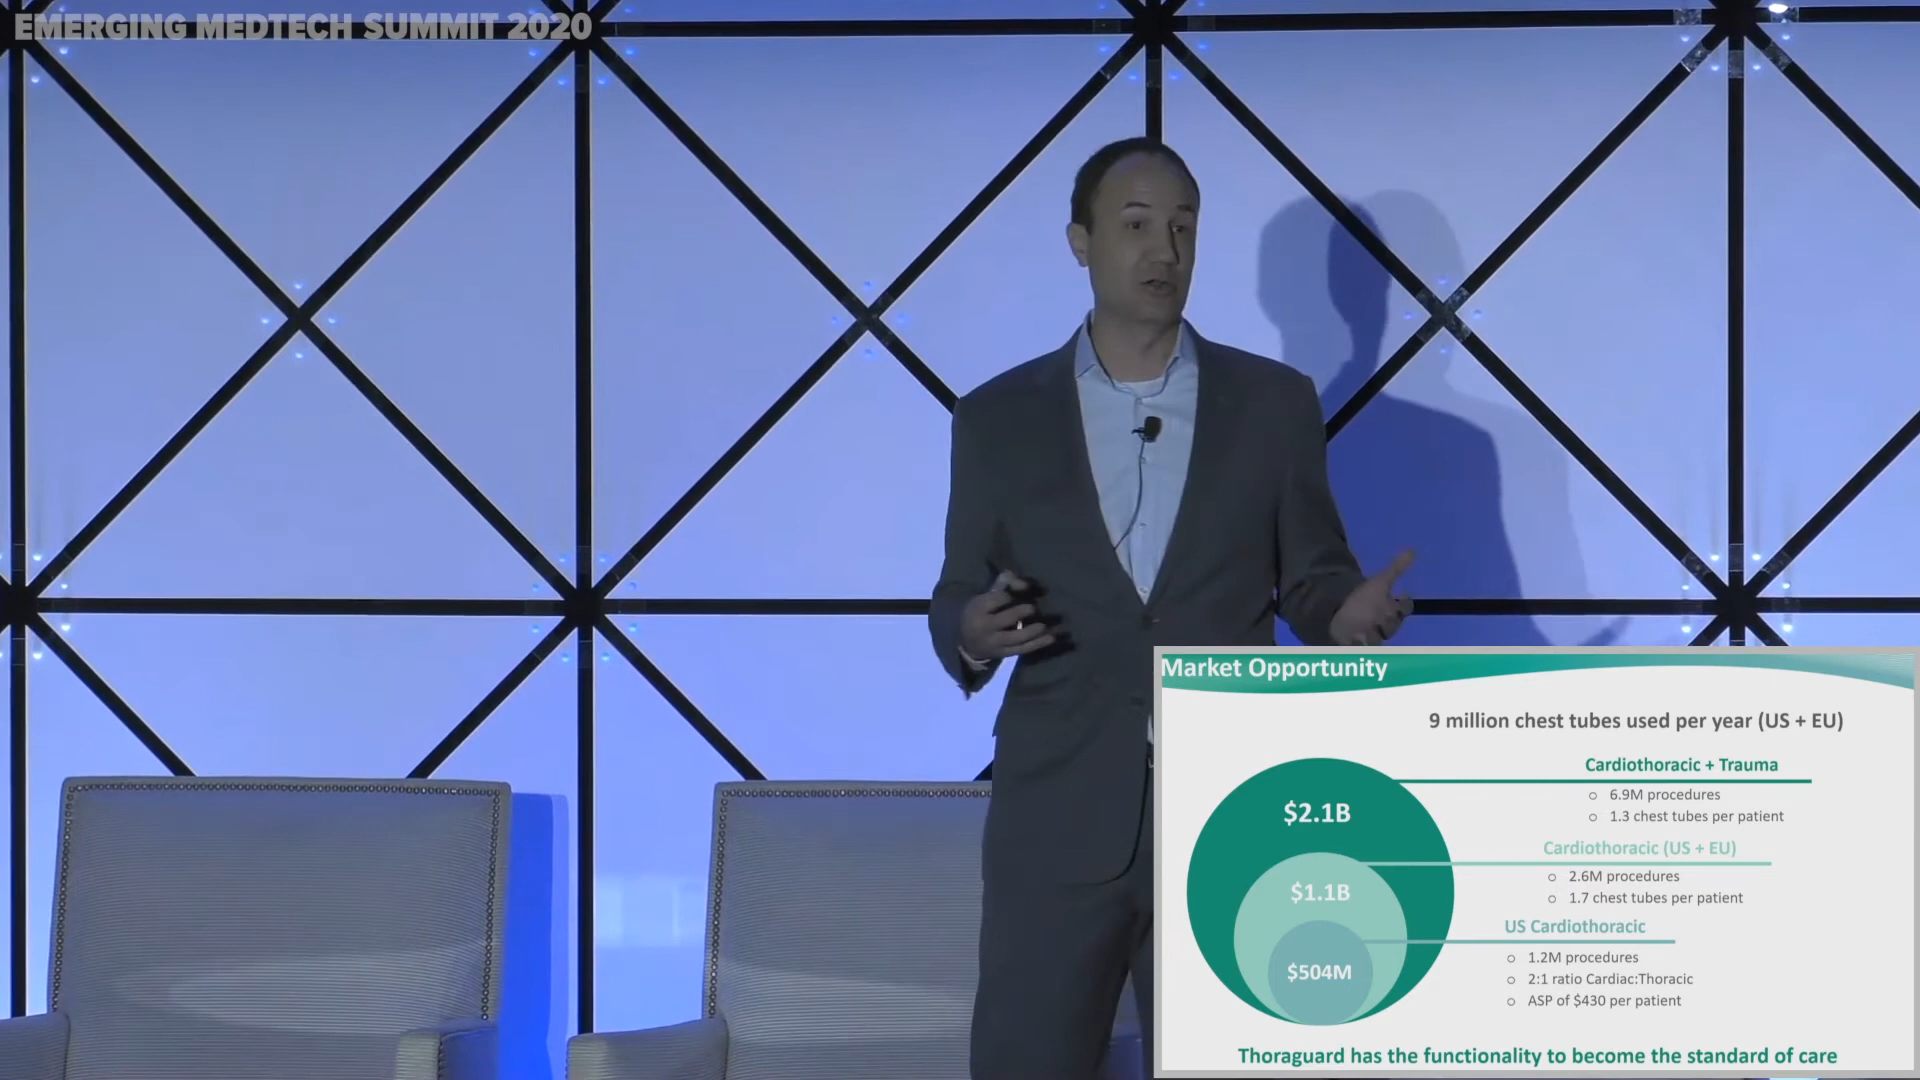 EMERGING MEDTECH SUMMIT 2020
Market Opportunity
9 million chest tubes used per year (US + EU)
$2.1B
Cardiothoracic + Trauma
○ 6.9M procedures
○ 1.3 chest tubes per patient
$1.1B
Cardiothoracic (US + EU)
○ 2.6M procedures
○ 1.7 chest tubes per patient
$504M
US Cardiothoracic
○ 1.2M procedures
○ 2:1 ratio Cardiac:Thoracic
○ ASP of $430 per patient
Thoraguard has the functionality to become the standard of care